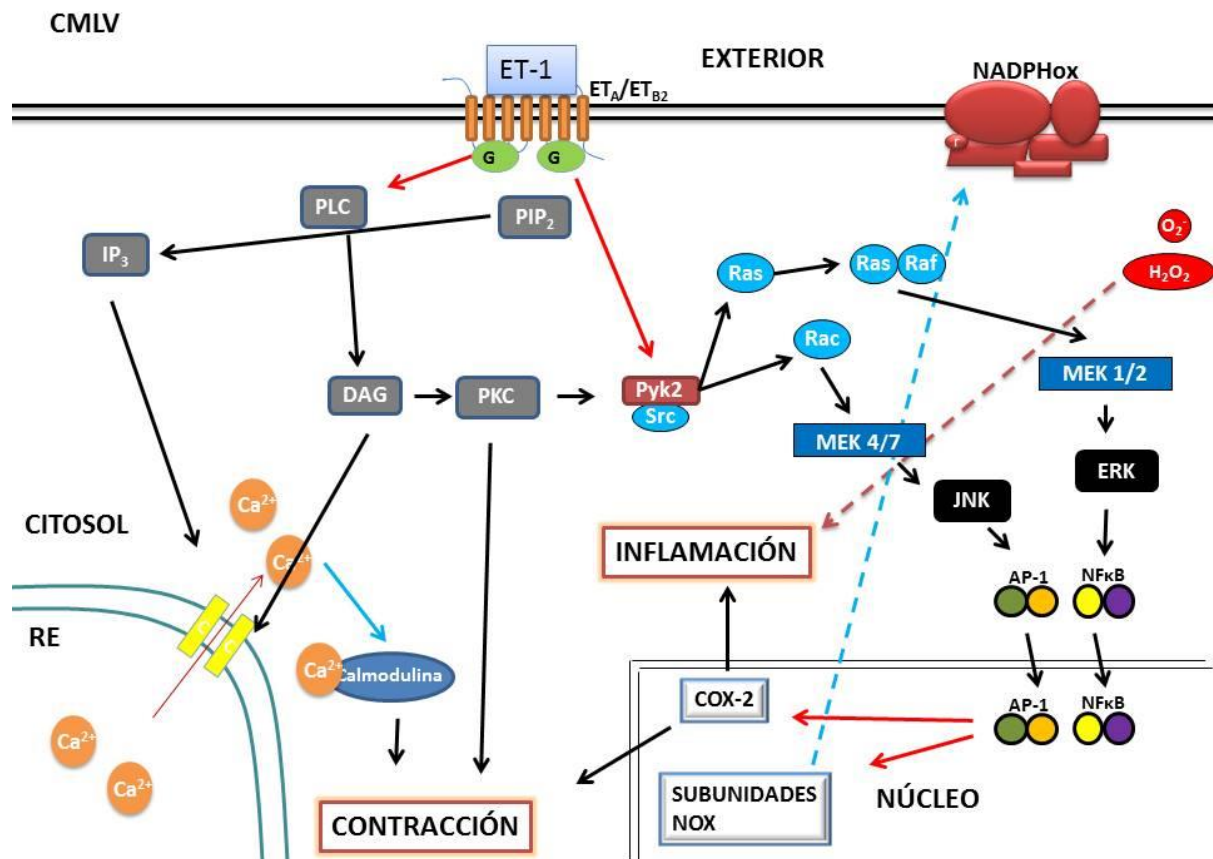 CMLV
ET-1
EXTERIOR
NADPHox
ET_A/ET_B2
G
G
r
PLC
PIP₂
O₂⁻
IP₃
Ras
Ras
Raf
H₂O₂
Rac
MEK 1/2
DAG
PKC
Pyk2
Src
MEK 4/7
ERK
Ca²⁺
JNK
CITOSOL
Ca²⁺
INFLAMACIÓN
AP-1
NFκB
RE
C
C
Ca²⁺
Calmodulina
COX-2
AP-1
NFκB
Ca²⁺
Ca²⁺
SUBUNIDADES
NOX
NÚCLEO
CONTRACCIÓN